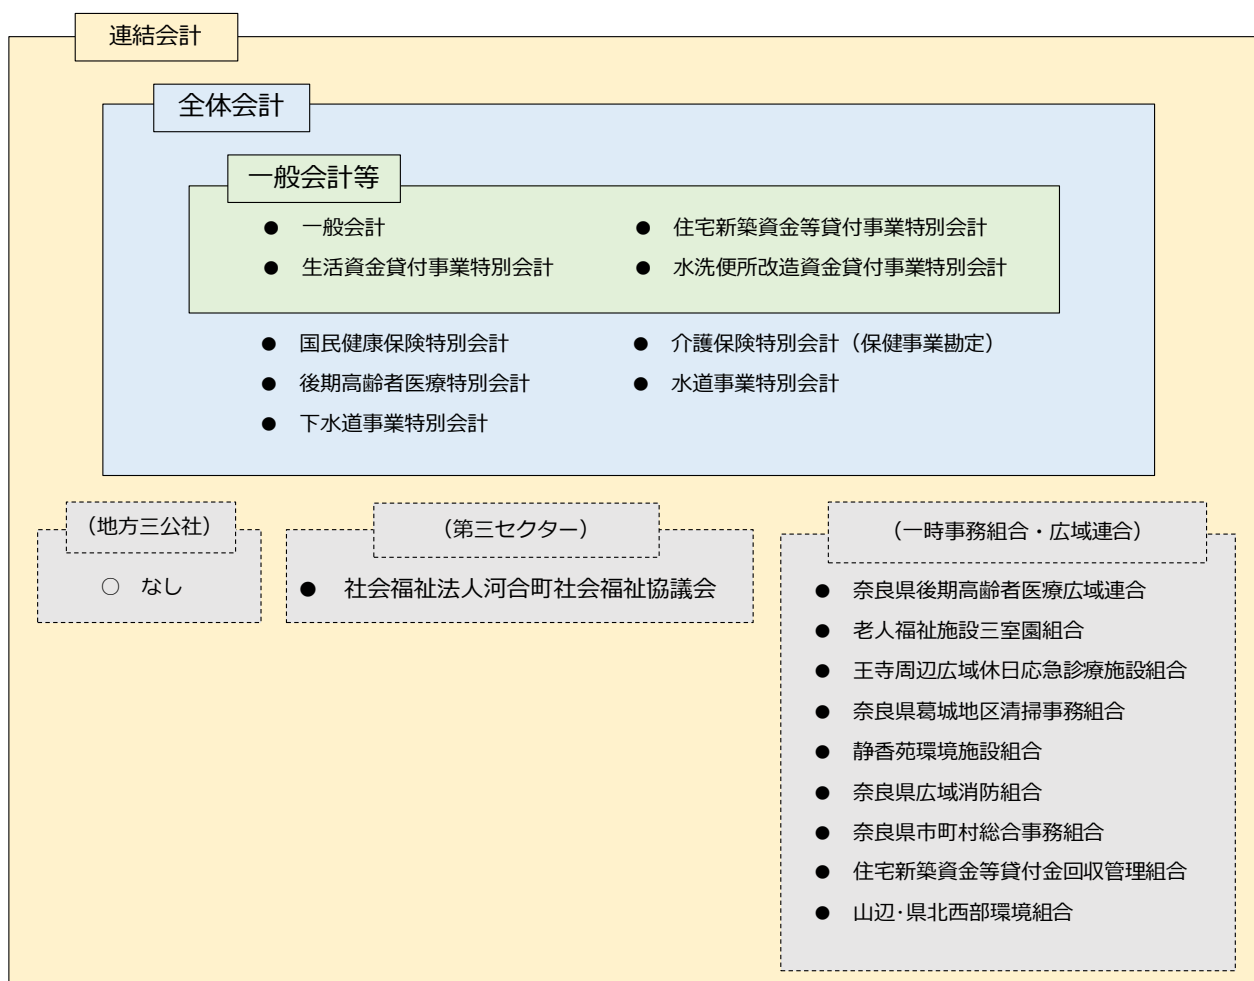 連結会計
全体会計
一般会計等
● 一般会計
● 住宅新築資金等貸付事業特別会計
● 生活資金貸付事業特別会計
● 水洗便所改造資金貸付事業特別会計
● 国民健康保険特別会計
● 介護保険特別会計（保健事業勘定）
● 後期高齢者医療特別会計
● 水道事業特別会計
● 下水道事業特別会計
（地方三公社）
○ なし
（第三セクター）
● 社会福祉法人河合町社会福祉協議会
（一時事務組合・広域連合）
● 奈良県後期高齢者医療広域連合
● 老人福祉施設三室園組合
● 王寺周辺広域休日応急診療施設組合
● 奈良県葛城地区清掃事務組合
● 静香苑環境施設組合
● 奈良県広域消防組合
● 奈良県市町村総合事務組合
● 住宅新築資金等貸付金回収管理組合
● 山辺･県北西部環境組合